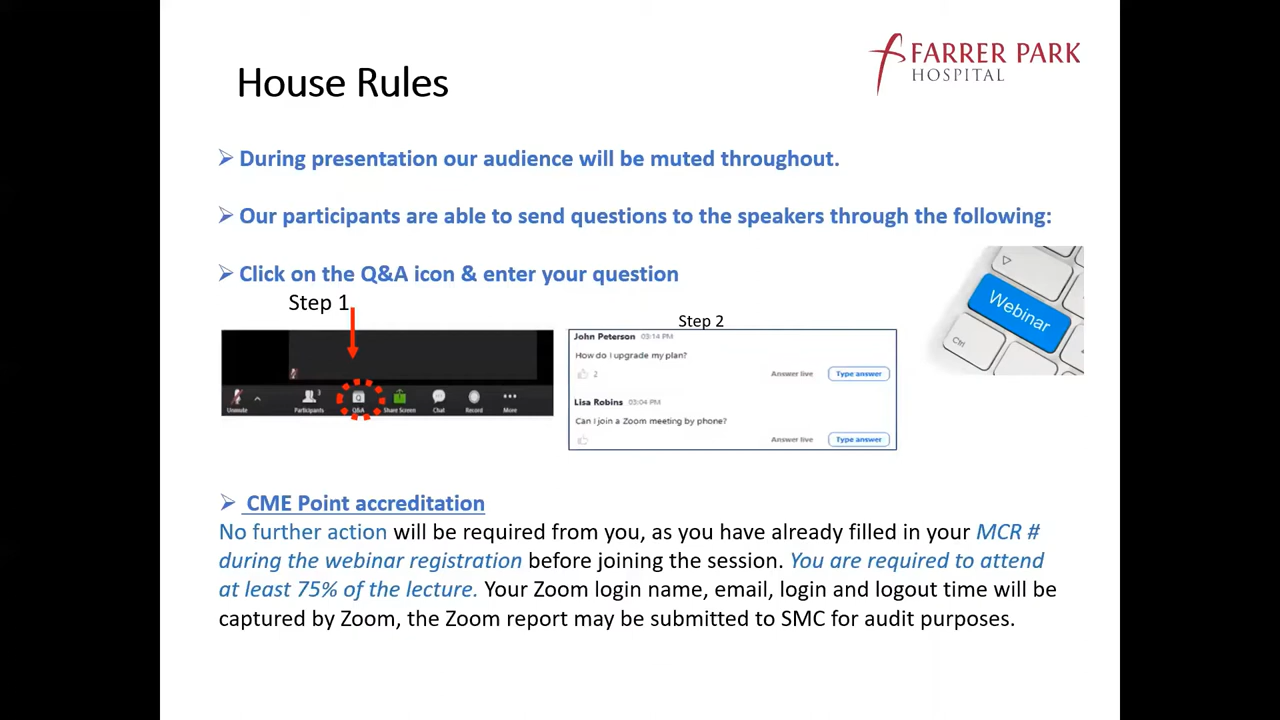 FARRER PARK
HOSPITAL
House Rules
During presentation our audience will be muted throughout.
Our participants are able to send questions to the speakers through the following:
Click on the Q&A icon & enter your question
Step 1
Step 2
Unmute
Participants
Q&A
Share Screen
Chat
Record
More
John Peterson 03:14 PM
How do I upgrade my plan?
2
Answer live
Type answer
Lisa Robins 03:04 PM
Can I join a Zoom meeting by phone?
Answer live
Type answer
Webinar
Ctrl
CME Point accreditation
No further action will be required from you, as you have already filled in your MCR #
during the webinar registration before joining the session. You are required to attend
at least 75% of the lecture. Your Zoom login name, email, login and logout time will be
captured by Zoom, the Zoom report may be submitted to SMC for audit purposes.